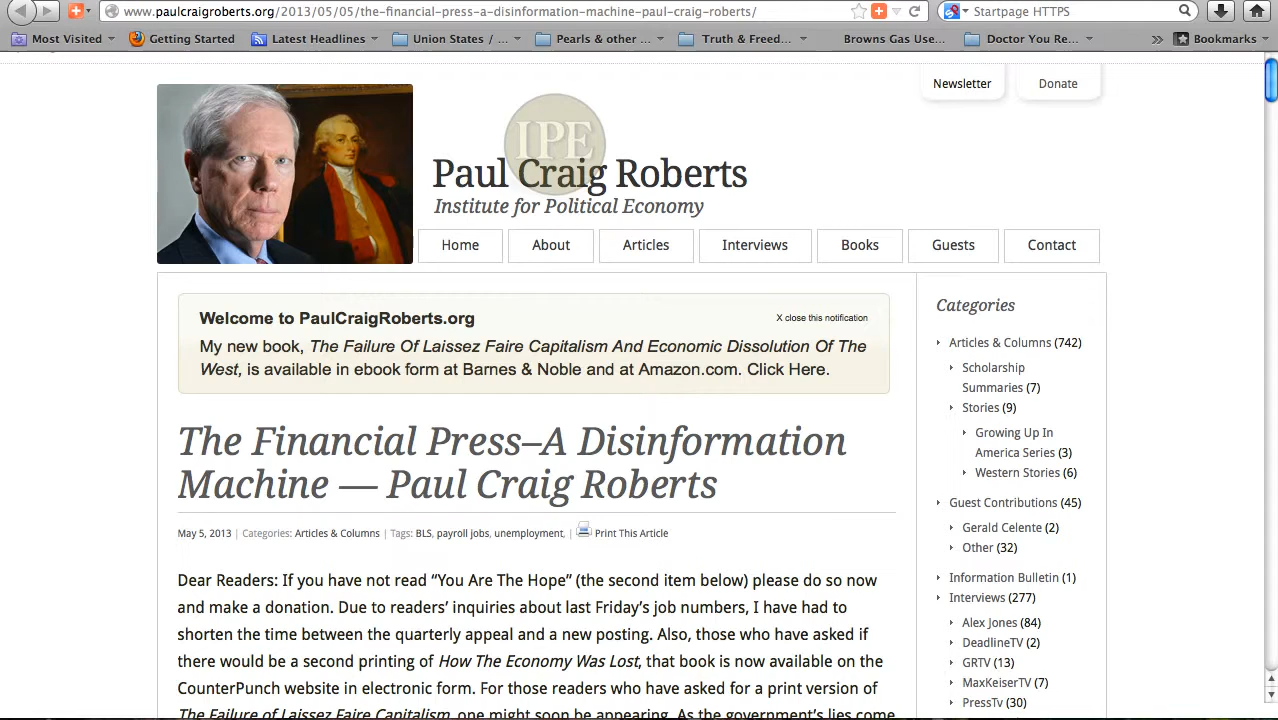 www.paulcraigroberts.org/2013/05/05/the-financial-press-a-disinformation-machine-paul-craig-roberts/
Startpage HTTPS
Most Visited
Getting Started
Latest Headlines
Union States / ...
Pearls & other ...
Truth & Freed...
Browns Gas Use...
Doctor You Re...
»
Bookmarks
Newsletter
Donate
IPE
Paul Craig Roberts
Institute for Political Economy
Home
About
Articles
Interviews
Books
Guests
Contact
Welcome to PaulCraigRoberts.org
X close this notification
My new book, The Failure Of Laissez Faire Capitalism And Economic Dissolution Of The
West, is available in ebook form at Barnes & Noble and at Amazon.com. Click Here.
The Financial Press–A Disinformation
Machine — Paul Craig Roberts
May 5, 2013 | Categories: Articles & Columns | Tags: BLS, payroll jobs, unemployment, | Print This Article
Dear Readers: If you have not read “You Are The Hope” (the second item below) please do so now
and make a donation. Due to readers’ inquiries about last Friday’s job numbers, I have had to
shorten the time between the quarterly appeal and a new posting. Also, those who have asked if
there would be a second printing of How The Economy Was Lost, that book is now available on the
CounterPunch website in electronic form. For those readers who have asked for a print version of
The Failure of Laissez Faire Capitalism, one might soon be appearing. As the government’s lies come
Categories
Articles & Columns (742)
Scholarship
Summaries (7)
Stories (9)
Growing Up In
America Series (3)
Western Stories (6)
Guest Contributions (45)
Gerald Celente (2)
Other (32)
Information Bulletin (1)
Interviews (277)
Alex Jones (84)
DeadlineTV (2)
GRTV (13)
MaxKeiserTV (7)
PressTv (30)